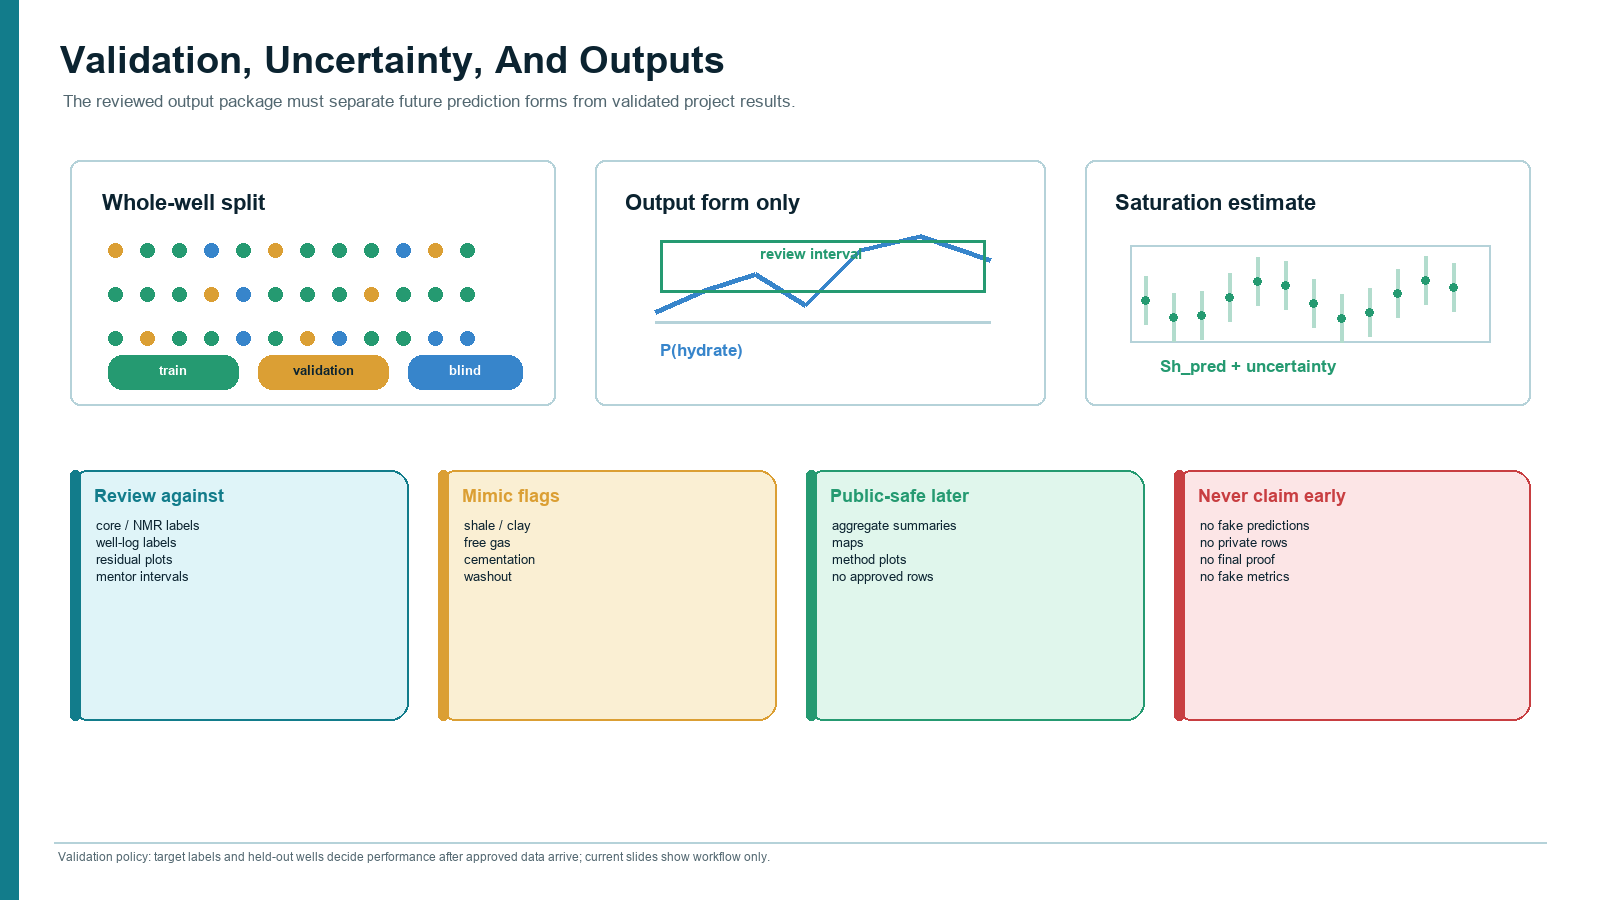 Validation, Uncertainty, And Outputs
The reviewed output package must separate future prediction forms from validated project results.
Whole-well split
train
validation
blind
Output form only
review interval
P(hydrate)
Saturation estimate
Sh_pred + uncertainty
Review against
core / NMR labels
well-log labels
residual plots
mentor intervals
Mimic flags
shale / clay
free gas
cementation
washout
Public-safe later
aggregate summaries
maps
method plots
no approved rows
Never claim early
no fake predictions
no private rows
no final proof
no fake metrics
Validation policy: target labels and held-out wells decide performance after approved data arrive; current slides show workflow only.